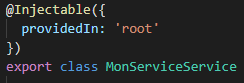 @Injectable({
  providedIn: 'root'
})
export class MonServiceService